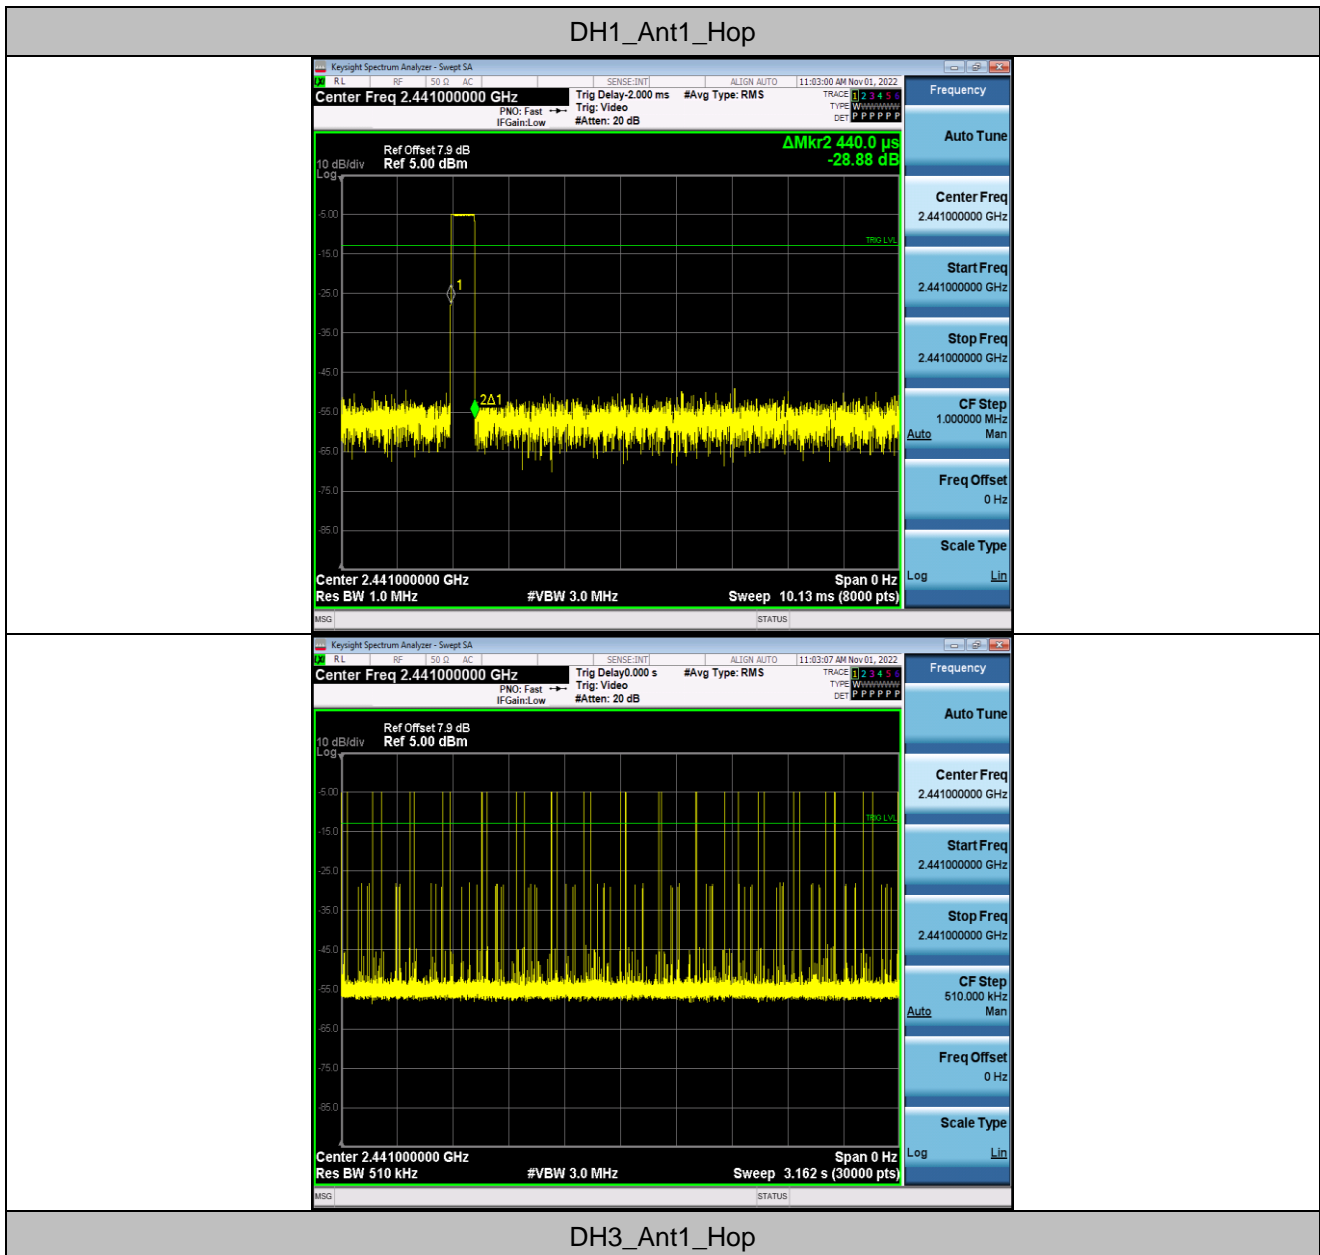 DH1_Ant1_Hop
Keysight Spectrum Analyzer - Swept SA
RL RF 50 Ω AC SENSE:INT ALIGN AUTO 11:03:00 AM Nov 01, 2022
Center Freq 2.441000000 GHz Trig Delay-2.000 ms #Avg Type: RMS TRACE 1 2 3 4 5 6
PNO: Fast Trig: Video TYPE W
IFGain:Low #Atten: 20 dB DET P P P P P P
ΔMkr2 440.0 µs
-28.88 dB
Ref Offset 7.9 dB
10 dB/div Ref 5.00 dBm
Log
-5.00
TRIG LVL
-15.0
1
-25.0
-35.0
-45.0
2Δ1
-55.0
-65.0
-75.0
-85.0
Center 2.441000000 GHz Span 0 Hz
Res BW 1.0 MHz #VBW 3.0 MHz Sweep 10.13 ms (8000 pts)
MSG STATUS
Frequency
Auto Tune
Center Freq
2.441000000 GHz
Start Freq
2.441000000 GHz
Stop Freq
2.441000000 GHz
CF Step
1.000000 MHz
Auto Man
Freq Offset
0 Hz
Scale Type
Log Lin
Keysight Spectrum Analyzer - Swept SA
RL RF 50 Ω AC SENSE:INT ALIGN AUTO 11:03:07 AM Nov 01, 2022
Center Freq 2.441000000 GHz Trig Delay0.000 s #Avg Type: RMS TRACE 1 2 3 4 5 6
PNO: Fast Trig: Video TYPE W
IFGain:Low #Atten: 20 dB DET P P P P P P
Ref Offset 7.9 dB
10 dB/div Ref 5.00 dBm
Log
-5.00
TRIG LVL
-15.0
-25.0
-35.0
-45.0
-55.0
-65.0
-75.0
-85.0
Center 2.441000000 GHz Span 0 Hz
Res BW 510 kHz #VBW 3.0 MHz Sweep 3.162 s (30000 pts)
MSG STATUS
Frequency
Auto Tune
Center Freq
2.441000000 GHz
Start Freq
2.441000000 GHz
Stop Freq
2.441000000 GHz
CF Step
510.000 kHz
Auto Man
Freq Offset
0 Hz
Scale Type
Log Lin
DH3_Ant1_Hop